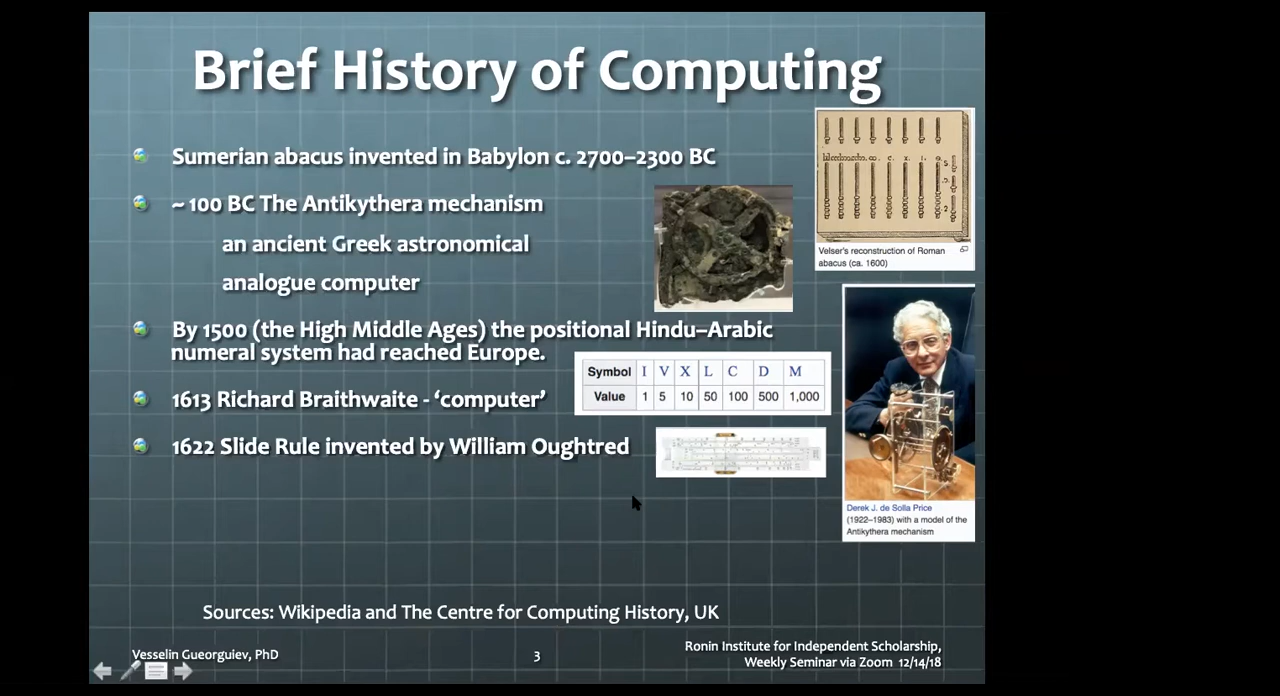 Brief History of Computing
Sumerian abacus invented in Babylon c. 2700–2300 BC
~ 100 BC The Antikythera mechanism
an ancient Greek astronomical
analogue computer
By 1500 (the High Middle Ages) the positional Hindu–Arabic
numeral system had reached Europe.
1613 Richard Braithwaite - ‘computer’
1622 Slide Rule invented by William Oughtred
Velser's reconstruction of Roman
abacus (ca. 1600)
Symbol I V X L C D M
Value 1 5 10 50 100 500 1,000
Derek J. de Solla Price
(1922–1983) with a model of the
Antikythera mechanism
Sources: Wikipedia and The Centre for Computing History, UK
Vesselin Gueorguiev, PhD
3
Ronin Institute for Independent Scholarship,
Weekly Seminar via Zoom 12/14/18